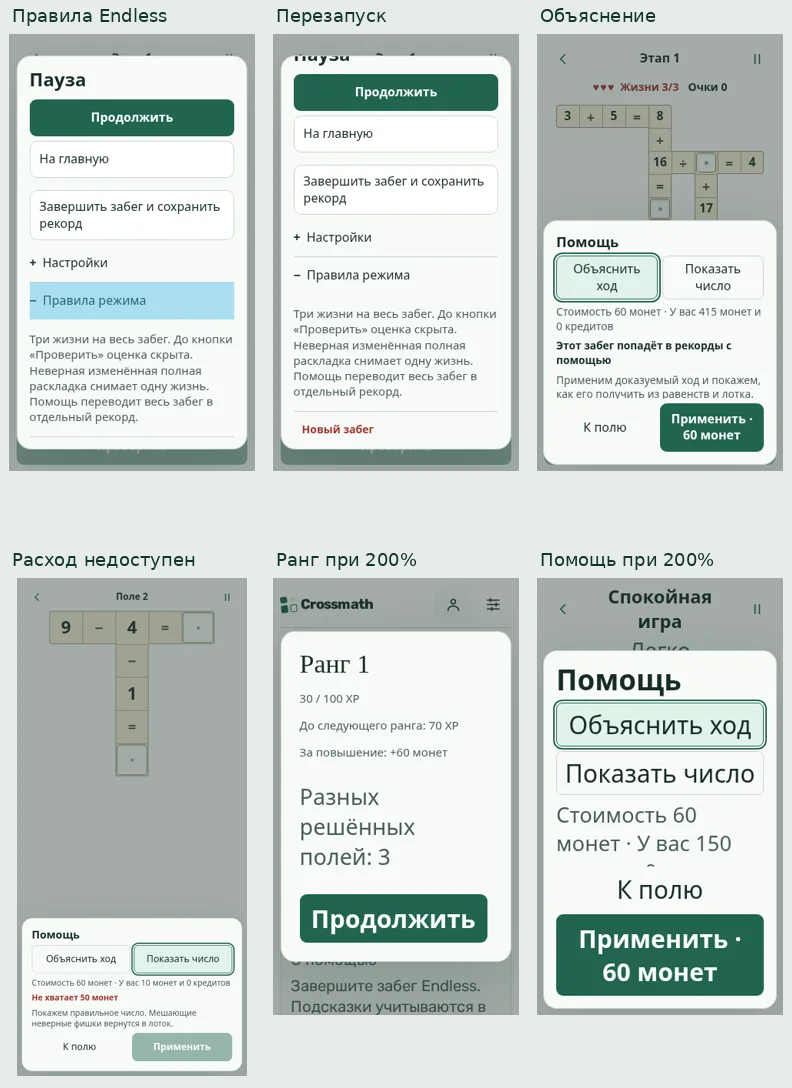 Правила Endless
Перезапуск
Объяснение
Пауза
Продолжить
На главную
Завершить забег и сохранить
рекорд
+ Настройки
− Правила режима
Три жизни на весь забег. До кнопки
«Проверить» оценка скрыта.
Неверная изменённая полная
раскладка снимает одну жизнь.
Помощь переводит весь забег в
отдельный рекорд.
Пауза
Продолжить
На главную
Завершить забег и сохранить
рекорд
+ Настройки
− Правила режима
Три жизни на весь забег. До кнопки
«Проверить» оценка скрыта.
Неверная изменённая полная
раскладка снимает одну жизнь.
Помощь переводит весь забег в
отдельный рекорд.
Новый забег
Этап 1
♥♥♥ Жизни 3/3 Очки 0
3 + 5 = 8
+
16 ÷ · = 4
= +
· 17
Помощь
Объяснить
ход
Показать
число
Стоимость 60 монет · У вас 415 монет и
0 кредитов
Этот забег попадёт в рекорды с
помощью
Применим доказуемый ход и покажем,
как его получить из равенств и лотка.
К полю
Применить ·
60 монет
Расход недоступен
Ранг при 200%
Помощь при 200%
Поле 2
9 − 4 = ·
−
1
=
·
Помощь
Объяснить ход
Показать число
Стоимость 60 монет · У вас 10 монет и 0 кредитов
Не хватает 50 монет
Покажем правильное число. Мешающие
неверные фишки вернутся в лоток.
К полю
Применить
Crossmath
Ранг 1
30 / 100 XP
До следующего ранга: 70 XP
За повышение: +60 монет
Разных
решённых
полей: 3
Продолжить
Завершите забег Endless.
Подсказки учитываются в
Спокойная
игра
Легко
Помощь
Объяснить ход
Показать число
Стоимость 60
монет · У вас 150
К полю
Применить ·
60 монет